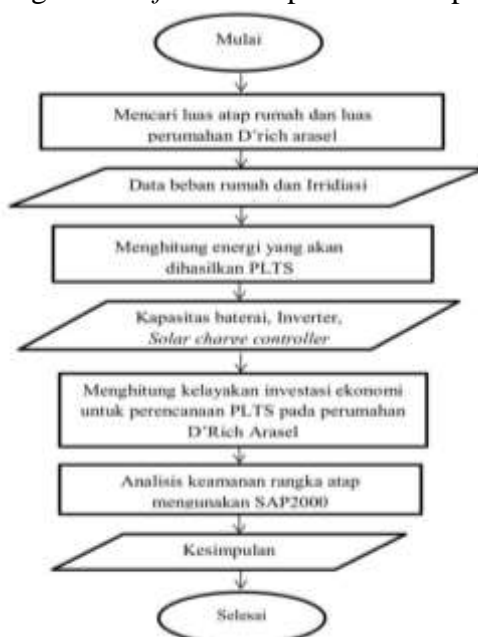 Mulai
Mencari luas atap rumah dan luas
perumahan D'rich arasel
Data beban rumah dan Irridiasi
Menghitung energi yang akan
dihasilkan PLTS
Kapasitas baterai, Inverter,
Solar charge controller
Menghitung kelayakan investasi ekonomi
untuk perencanaan PLTS pada perumahan
D'Rich Arasel
Analisis keamanan rangka atap
mengunakan SAP2000
Kesimpulan
Selesai